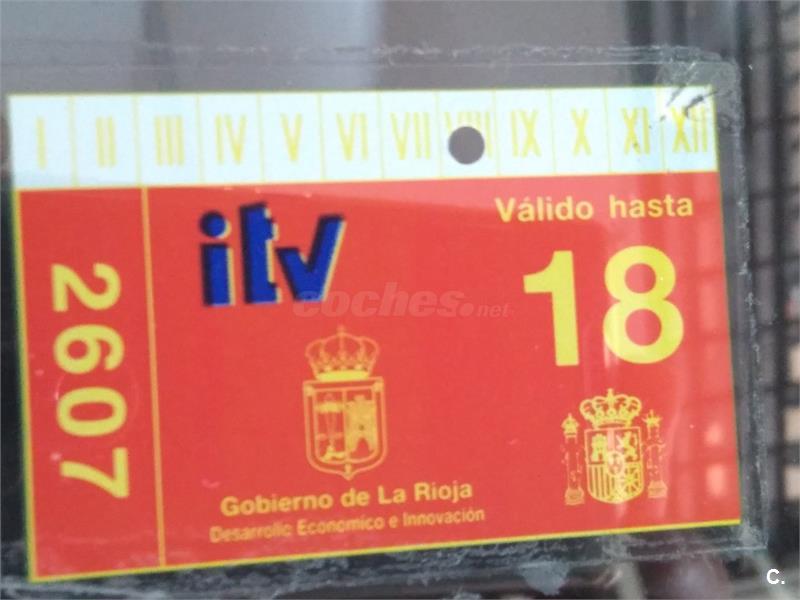 I II III IV V VI VII VIII IX X XI XII
itv
Válido hasta
18
2607
coches.net
Gobierno de La Rioja
Desarrollo Economico e Innovación
C.